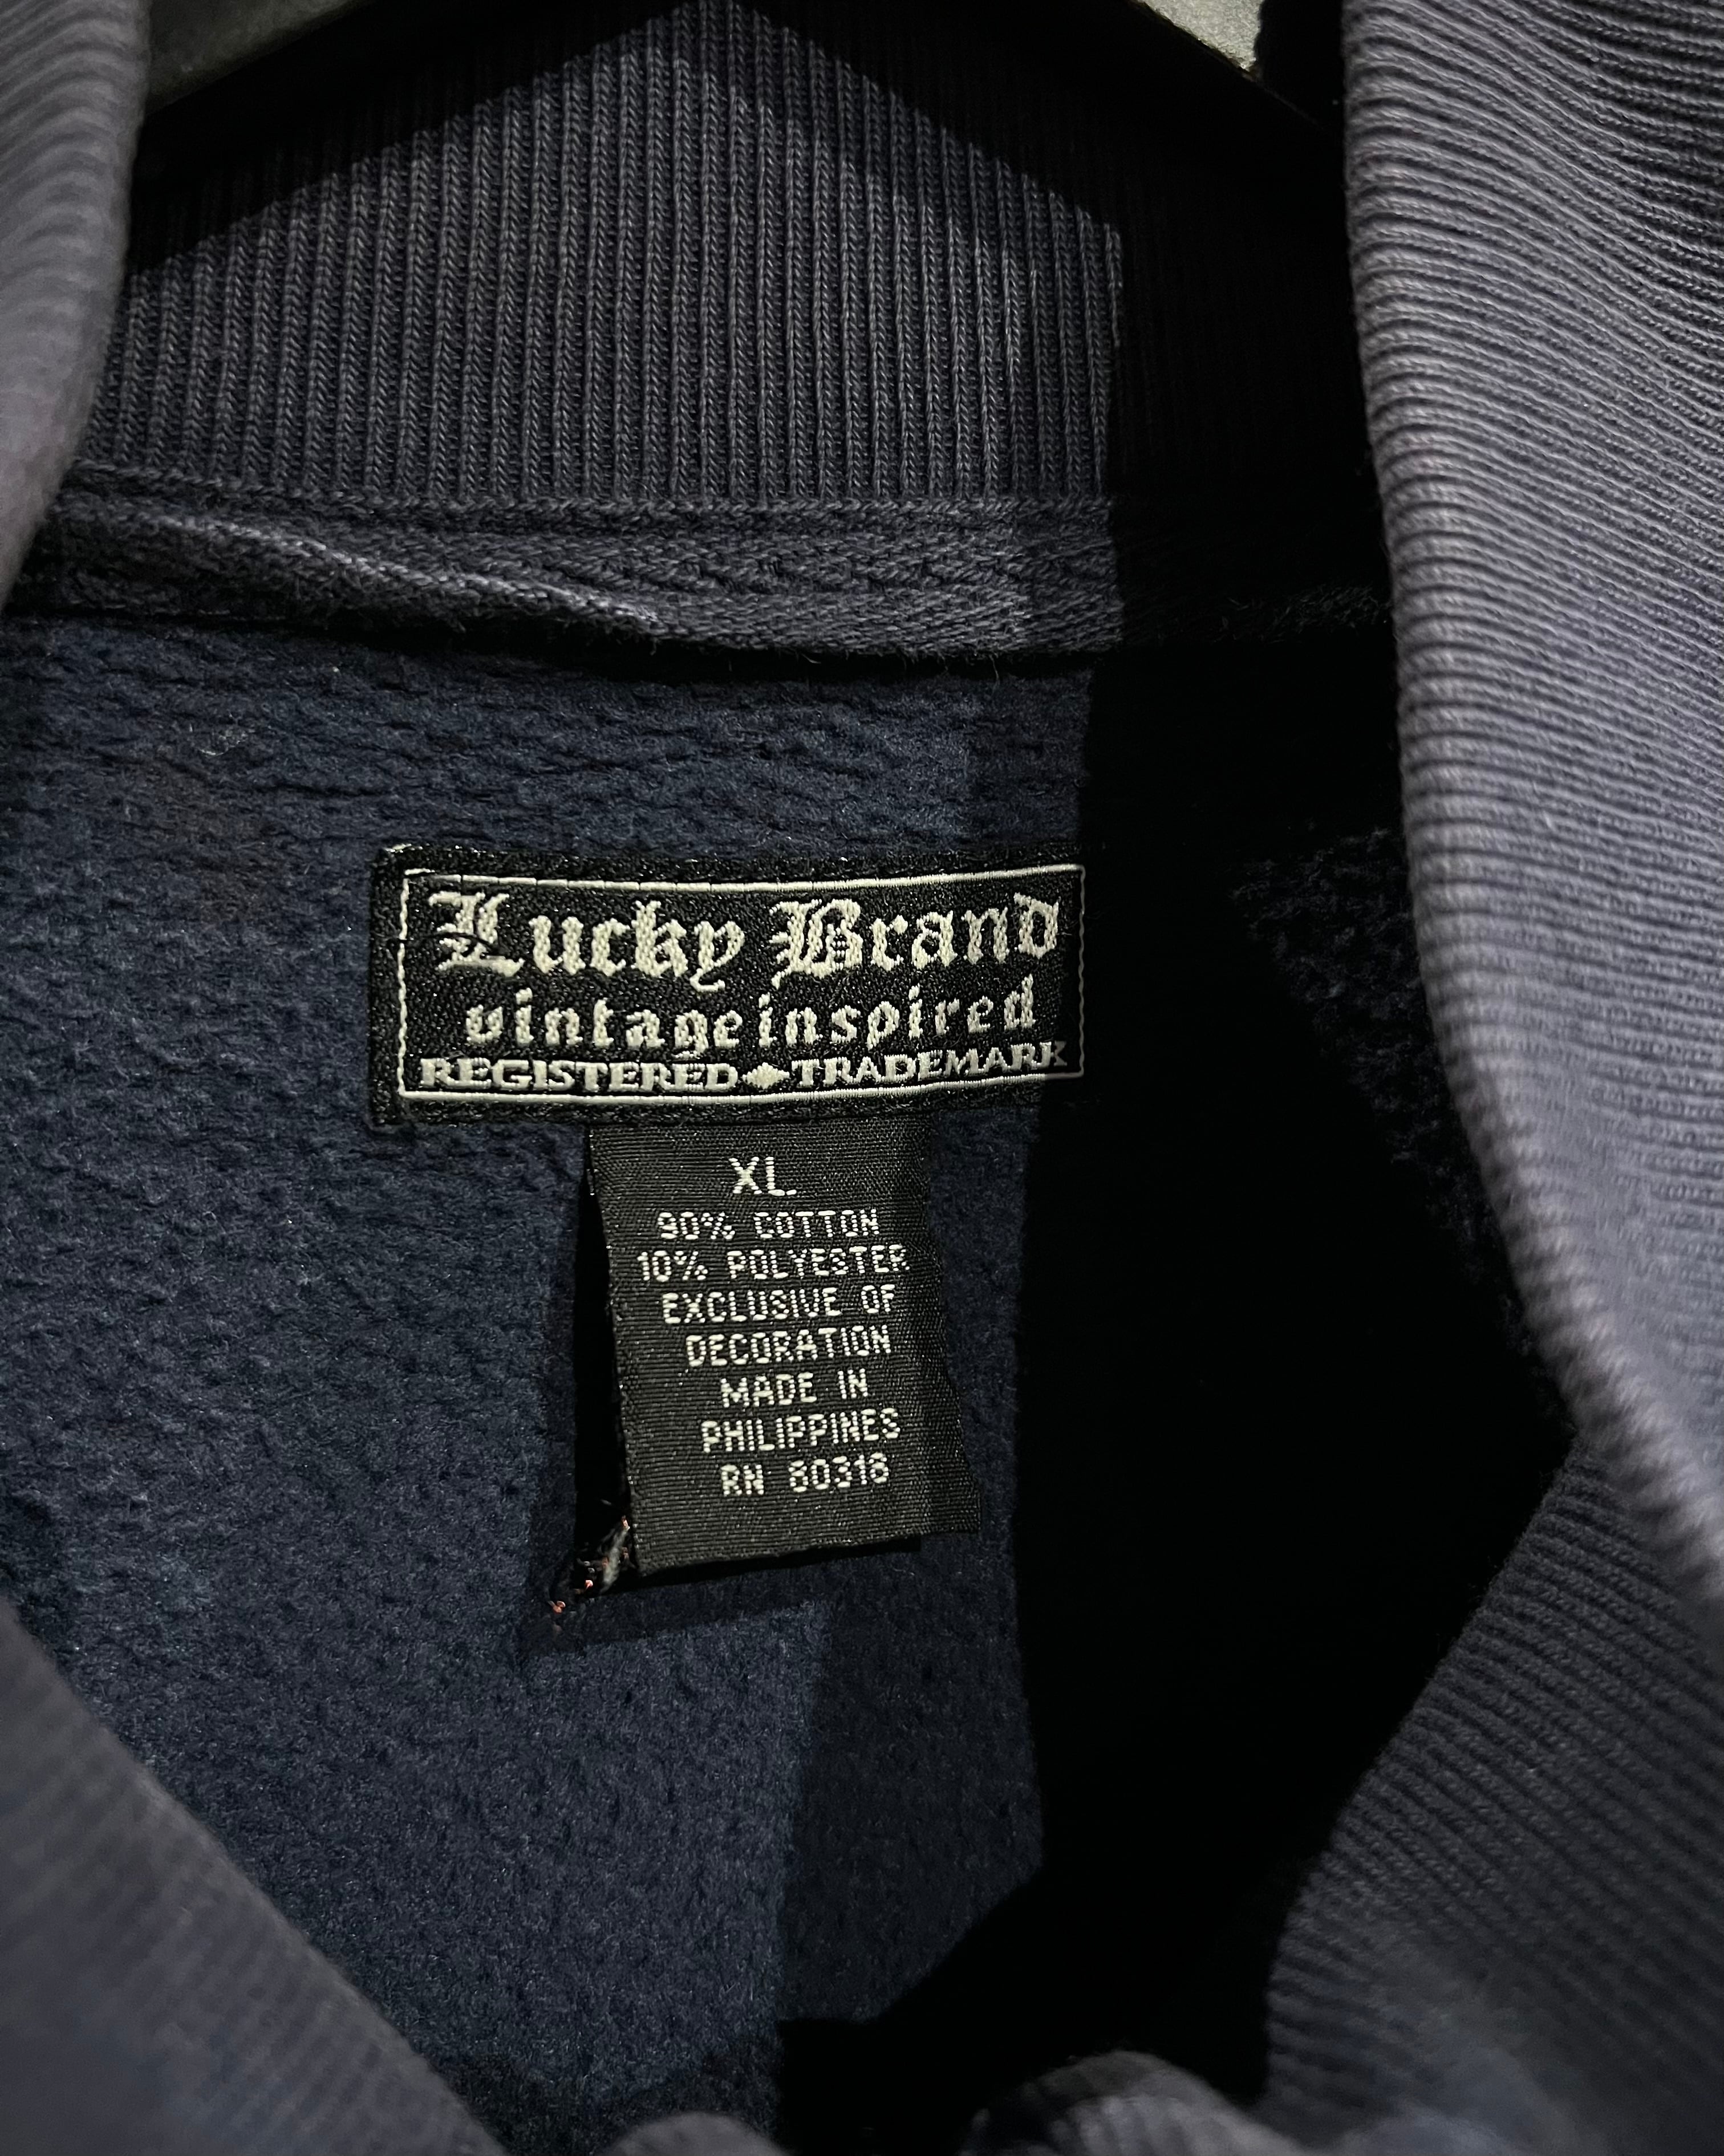 Lucky Brand
vintage inspired
REGISTERED◆TRADEMARK
XL
90% COTTON
10% POLYESTER
EXCLUSIVE OF
DECORATION
MADE IN
PHILIPPINES
RN 80318